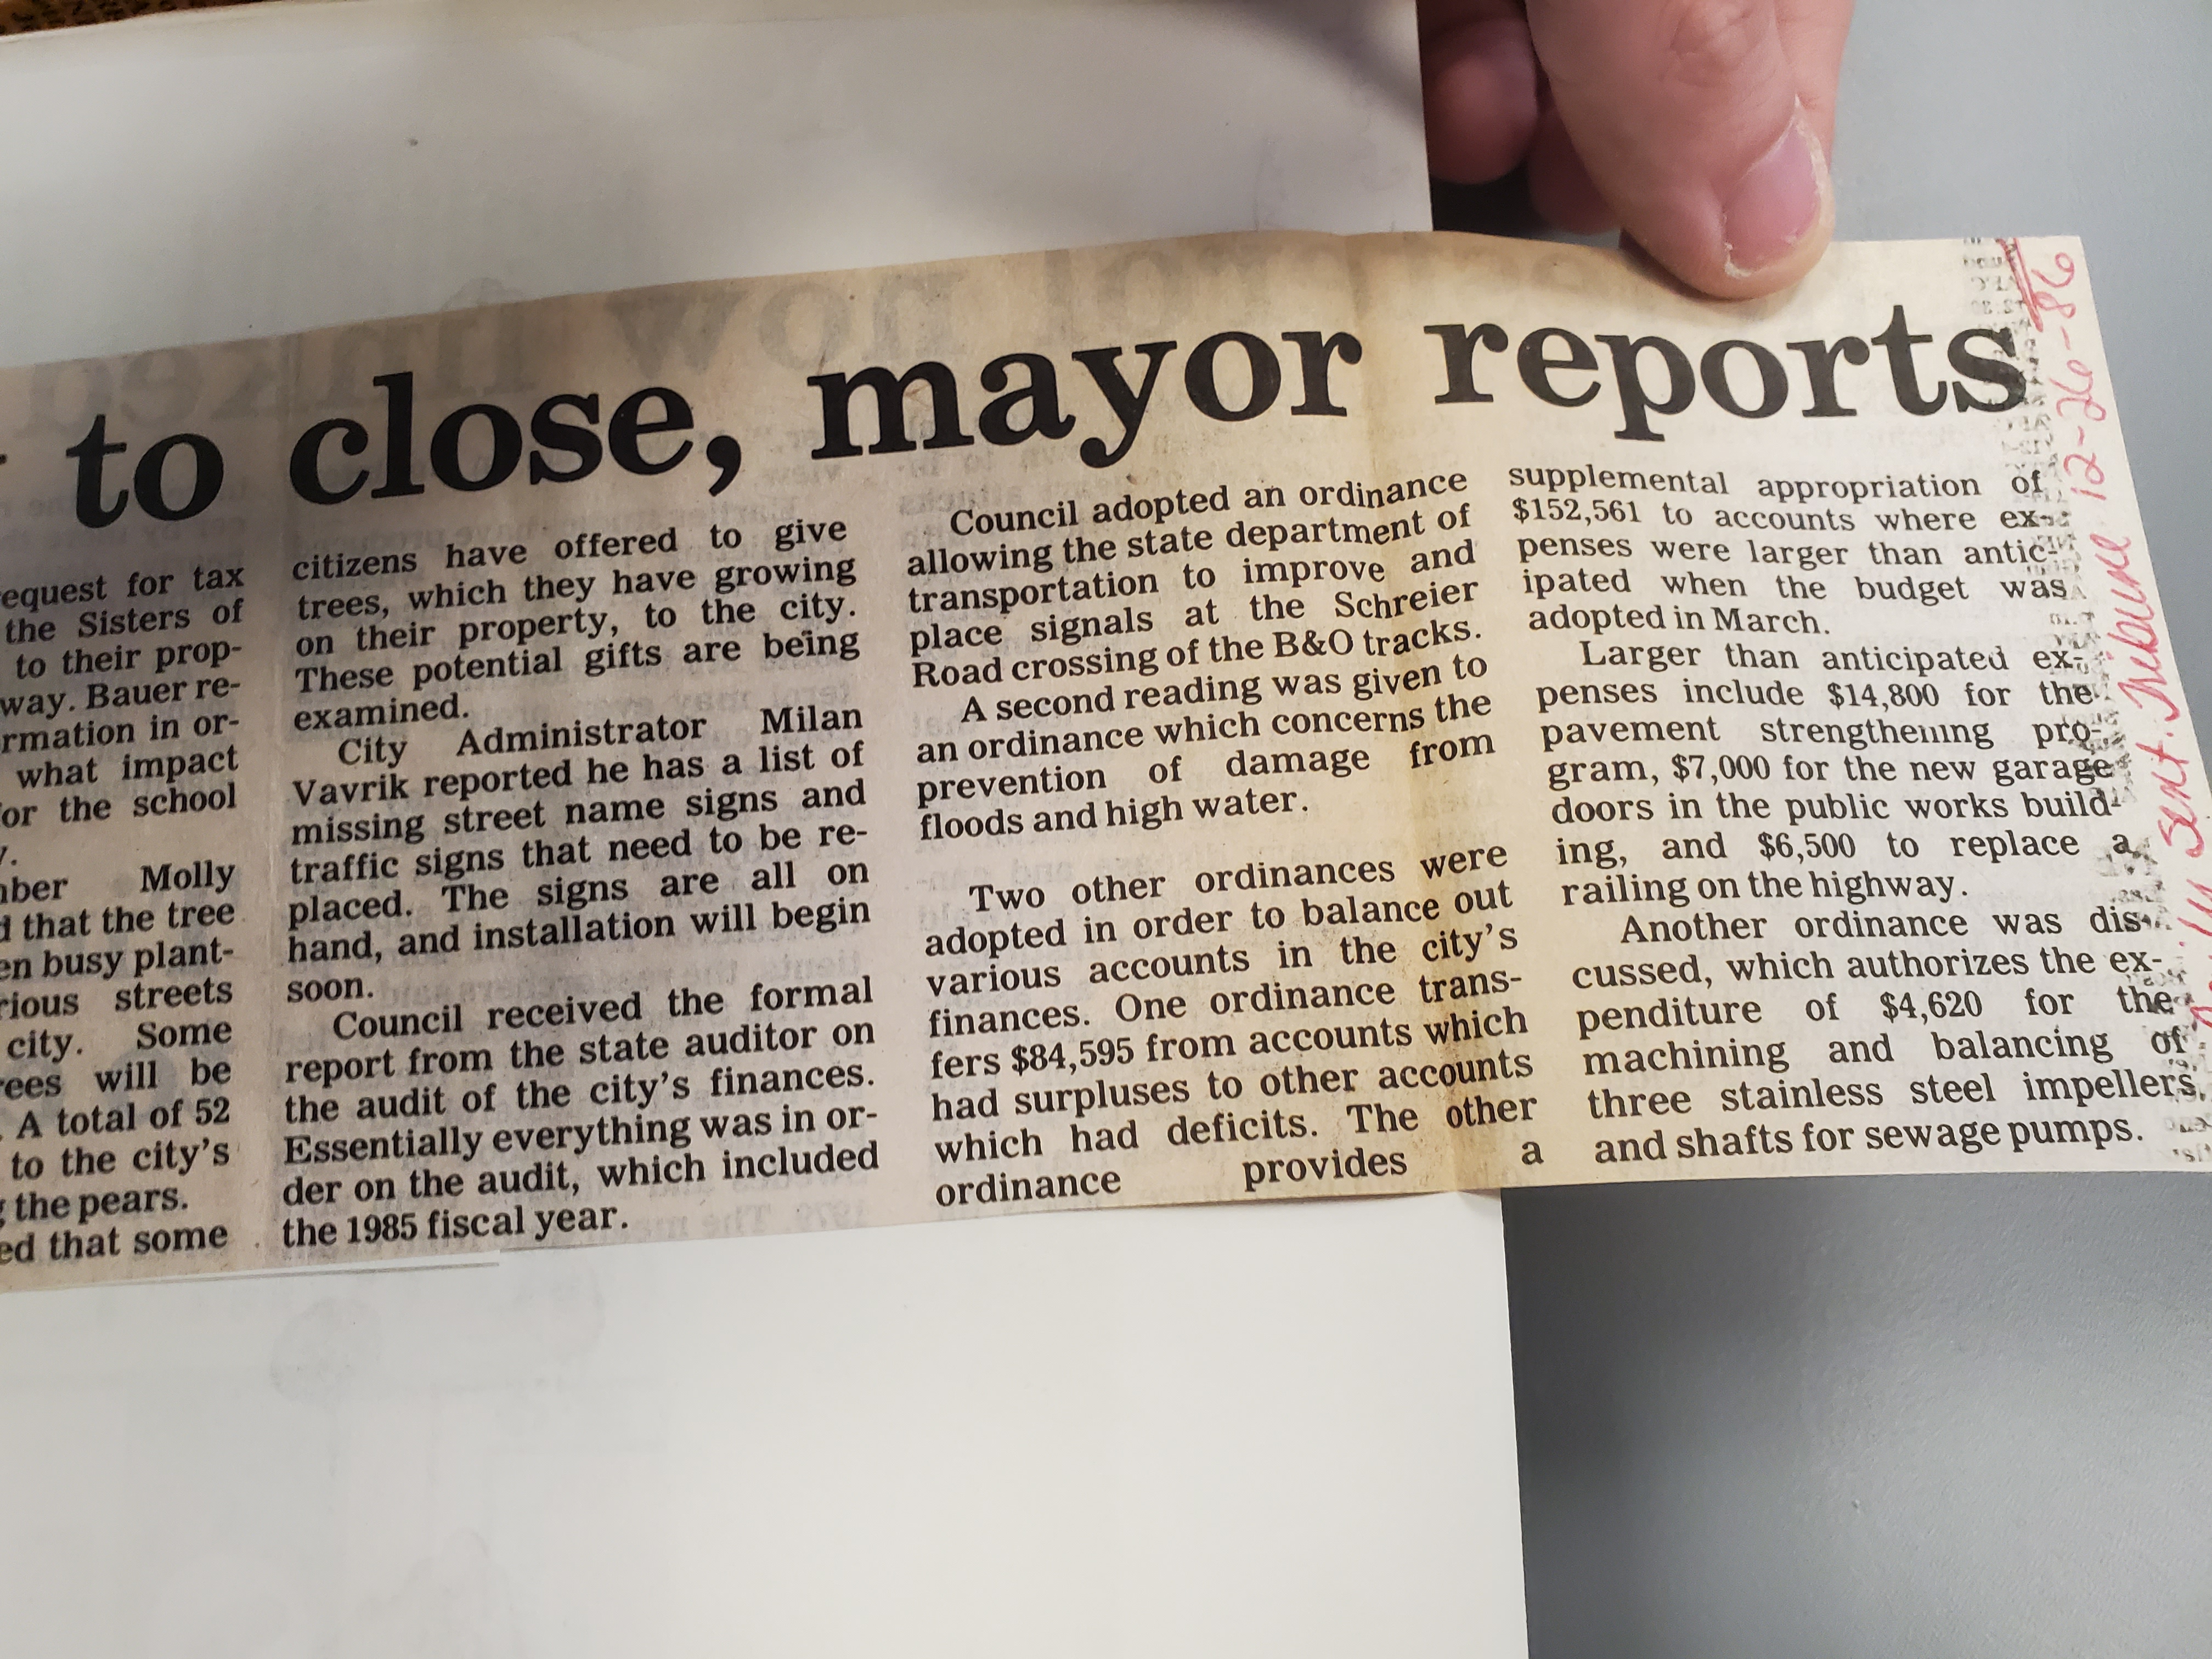 to close, mayor reports
equest for tax
the Sisters of
to their prop-
way. Bauer re-
rmation in or-
what impact
or the school
y.
ber Molly
d that the tree
en busy plant-
rious streets
city. Some
ees will be
. A total of 52
to the city's
g the pears.
ed that some
citizens have offered to give
trees, which they have growing
on their property, to the city.
These potential gifts are being
examined.
City Administrator Milan
Vavrik reported he has a list of
missing street name signs and
traffic signs that need to be re-
placed. The signs are all on
hand, and installation will begin
soon.
Council received the formal
report from the state auditor on
the audit of the city's finances.
Essentially everything was in or-
der on the audit, which included
the 1985 fiscal year.
Council adopted an ordinance
allowing the state department of
transportation to improve and
place signals at the Schreier
Road crossing of the B&O tracks.
A second reading was given to
an ordinance which concerns the
prevention of damage from
floods and high water.
Two other ordinances were
adopted in order to balance out
various accounts in the city's
finances. One ordinance trans-
fers $84,595 from accounts which
had surpluses to other accounts
which had deficits. The other
ordinance provides a
supplemental appropriation of
$152,561 to accounts where ex-
penses were larger than antic-
ipated when the budget was
adopted in March.
Larger than anticipated ex-
penses include $14,800 for the
pavement strengthening pro-
gram, $7,000 for the new garage
doors in the public works build-
ing, and $6,500 to replace a
railing on the highway.
Another ordinance was dis-
cussed, which authorizes the ex-
penditure of $4,620 for the
machining and balancing of
three stainless steel impellers
and shafts for sewage pumps.
Sent. Tribune 12-26-86